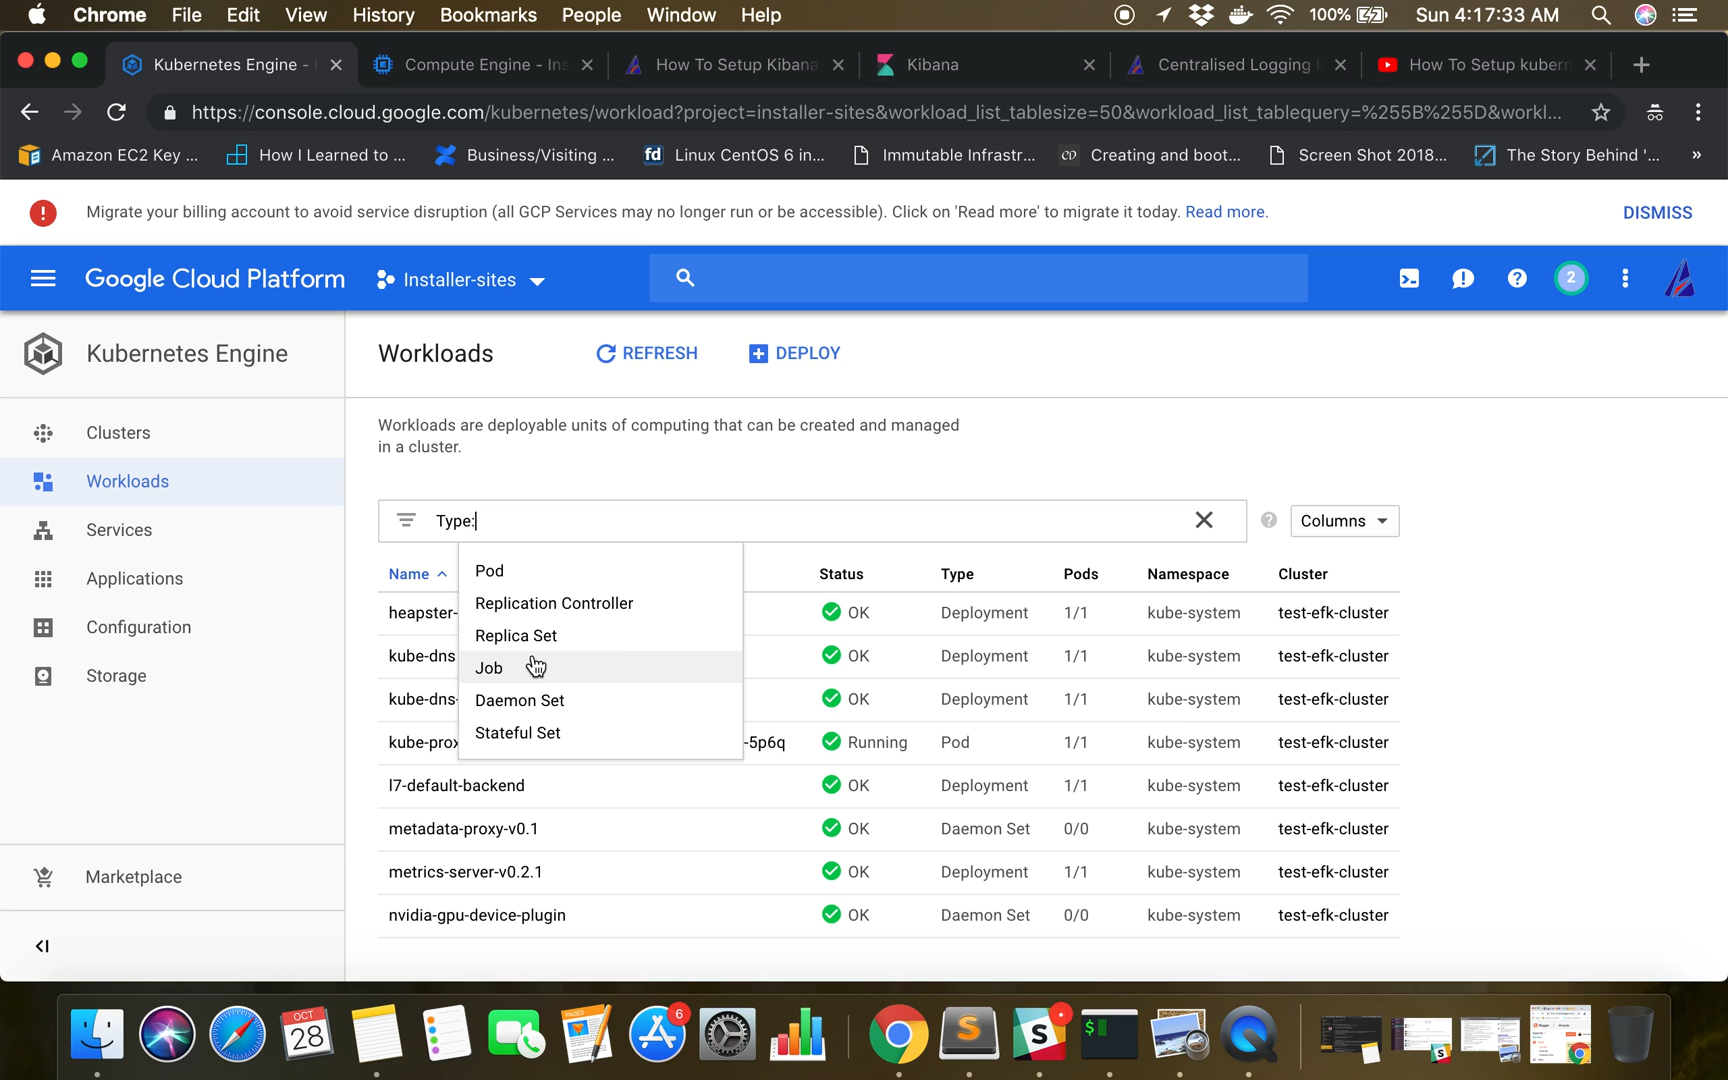 Chrome File Edit View History Bookmarks People Window Help 100% Sun 4:17:33 AM
Kubernetes Engine - Compute Engine - Ins How To Setup Kibana Kibana Centralised Logging How To Setup kubern
https://console.cloud.google.com/kubernetes/workload?project=installer-sites&workload_list_tablesize=50&workload_list_tablequery=%255B%255D&workl...
Amazon EC2 Key ... How I Learned to ... Business/Visiting ... fd Linux CentOS 6 in... Immutable Infrastr... CD Creating and boot... Screen Shot 2018... The Story Behind '... »
Migrate your billing account to avoid service disruption (all GCP Services may no longer run or be accessible). Click on 'Read more' to migrate it today. Read more. DISMISS
Google Cloud Platform Installer-sites 2
Kubernetes Engine
Workloads REFRESH DEPLOY
Clusters
Workloads
Services
Applications
Configuration
Storage
Marketplace
Workloads are deployable units of computing that can be created and managed
in a cluster.
Type: Columns
Pod
Replication Controller
Replica Set
Job
Daemon Set
Stateful Set
Name Status Type Pods Namespace Cluster
heapster- OK Deployment 1/1 kube-system test-efk-cluster
kube-dns OK Deployment 1/1 kube-system test-efk-cluster
kube-dns- OK Deployment 1/1 kube-system test-efk-cluster
kube-prox -5p6q Running Pod 1/1 kube-system test-efk-cluster
l7-default-backend OK Deployment 1/1 kube-system test-efk-cluster
metadata-proxy-v0.1 OK Daemon Set 0/0 kube-system test-efk-cluster
metrics-server-v0.2.1 OK Deployment 1/1 kube-system test-efk-cluster
nvidia-gpu-device-plugin OK Daemon Set 0/0 kube-system test-efk-cluster
OCT
28
PAGES
6
S
S
$